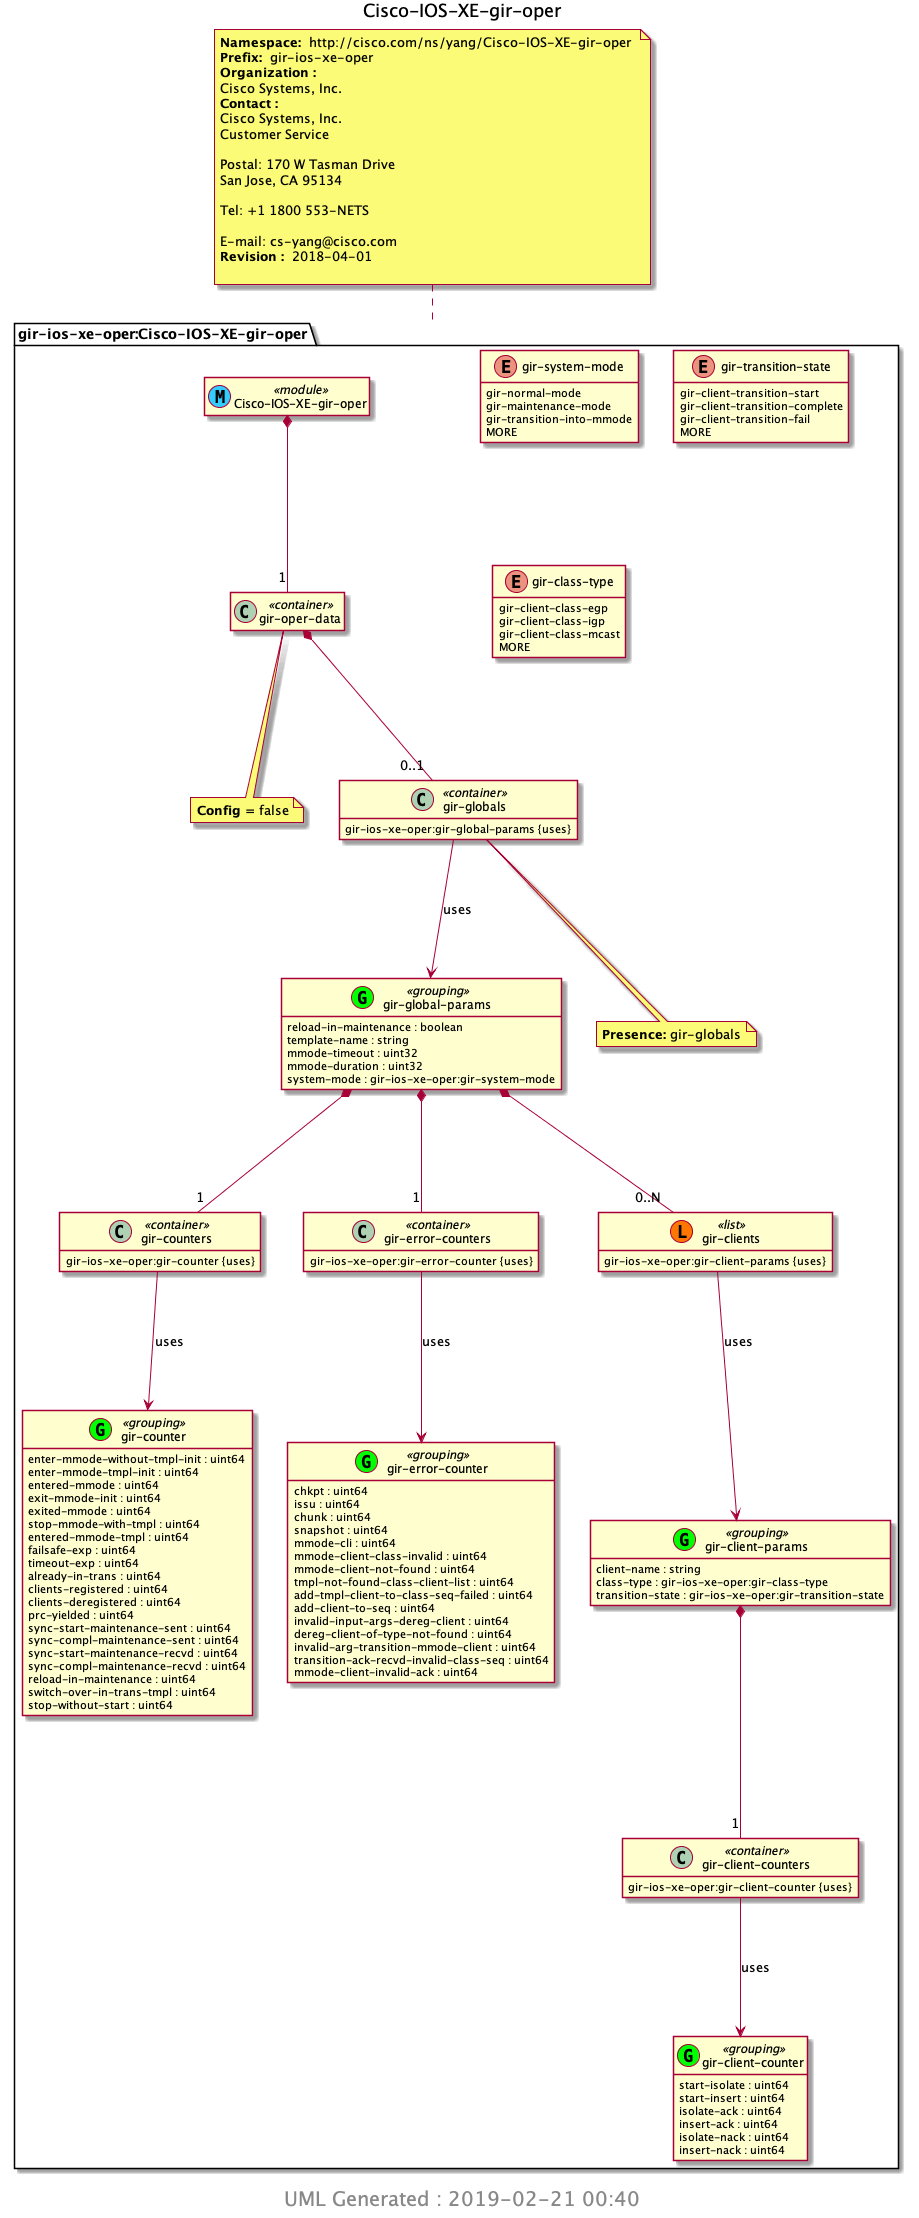 Cisco-IOS-XE-gir-oper
Namespace: http://cisco.com/ns/yang/Cisco-IOS-XE-gir-oper
Prefix: gir-ios-xe-oper
Organization :
Cisco Systems, Inc.
Contact :
Cisco Systems, Inc.
Customer Service
Postal: 170 W Tasman Drive
San Jose, CA 95134
Tel: +1 1800 553-NETS
E-mail: cs-yang@cisco.com
Revision : 2018-04-01
gir-ios-xe-oper:Cisco-IOS-XE-gir-oper
M
«module»
Cisco-IOS-XE-gir-oper
E gir-system-mode
gir-normal-mode
gir-maintenance-mode
gir-transition-into-mmode
MORE
E gir-transition-state
gir-client-transition-start
gir-client-transition-complete
gir-client-transition-fail
MORE
1
C
«container»
gir-oper-data
E gir-class-type
gir-client-class-egp
gir-client-class-igp
gir-client-class-mcast
MORE
0..1
Config = false
C
«container»
gir-globals
gir-ios-xe-oper:gir-global-params {uses}
uses
G
«grouping»
gir-global-params
reload-in-maintenance : boolean
template-name : string
mmode-timeout : uint32
mmode-duration : uint32
system-mode : gir-ios-xe-oper:gir-system-mode
Presence: gir-globals
1
1
0..N
C
«container»
gir-counters
gir-ios-xe-oper:gir-counter {uses}
C
«container»
gir-error-counters
gir-ios-xe-oper:gir-error-counter {uses}
L
«list»
gir-clients
gir-ios-xe-oper:gir-client-params {uses}
uses
uses
uses
G
«grouping»
gir-counter
enter-mmode-without-tmpl-init : uint64
enter-mmode-tmpl-init : uint64
entered-mmode : uint64
exit-mmode-init : uint64
exited-mmode : uint64
stop-mmode-with-tmpl : uint64
entered-mmode-tmpl : uint64
failsafe-exp : uint64
timeout-exp : uint64
already-in-trans : uint64
clients-registered : uint64
clients-deregistered : uint64
prc-yielded : uint64
sync-start-maintenance-sent : uint64
sync-compl-maintenance-sent : uint64
sync-start-maintenance-recvd : uint64
sync-compl-maintenance-recvd : uint64
reload-in-maintenance : uint64
switch-over-in-trans-tmpl : uint64
stop-without-start : uint64
G
«grouping»
gir-error-counter
chkpt : uint64
issu : uint64
chunk : uint64
snapshot : uint64
mmode-cli : uint64
mmode-client-class-invalid : uint64
mmode-client-not-found : uint64
tmpl-not-found-class-client-list : uint64
add-tmpl-client-to-class-seq-failed : uint64
add-client-to-seq : uint64
invalid-input-args-dereg-client : uint64
dereg-client-of-type-not-found : uint64
invalid-arg-transition-mmode-client : uint64
transition-ack-recvd-invalid-class-seq : uint64
mmode-client-invalid-ack : uint64
G
«grouping»
gir-client-params
client-name : string
class-type : gir-ios-xe-oper:gir-class-type
transition-state : gir-ios-xe-oper:gir-transition-state
1
C
«container»
gir-client-counters
gir-ios-xe-oper:gir-client-counter {uses}
uses
G
«grouping»
gir-client-counter
start-isolate : uint64
start-insert : uint64
isolate-ack : uint64
insert-ack : uint64
isolate-nack : uint64
insert-nack : uint64
UML Generated : 2019-02-21 00:40